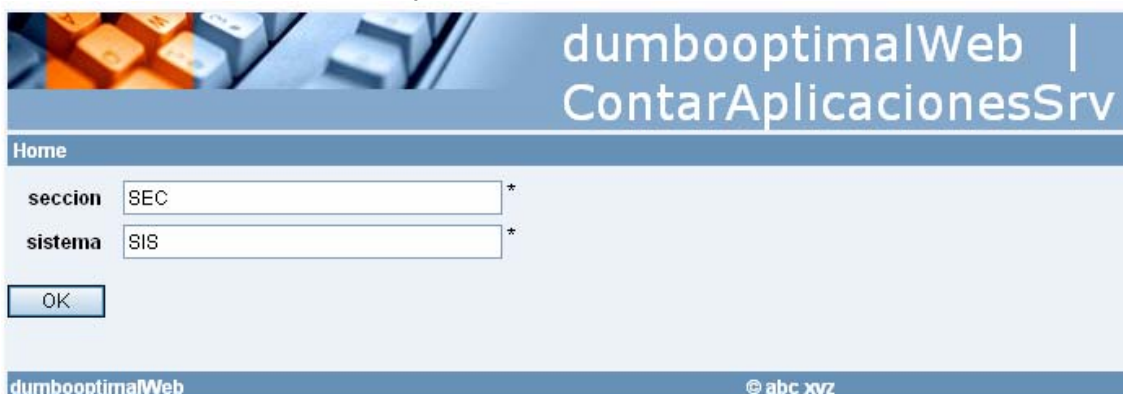 dumbooptimalWeb |
ContarAplicacionesSrv
Home
seccion SEC *
sistema SIS *
OK
dumbooptimalWeb © abc xyz